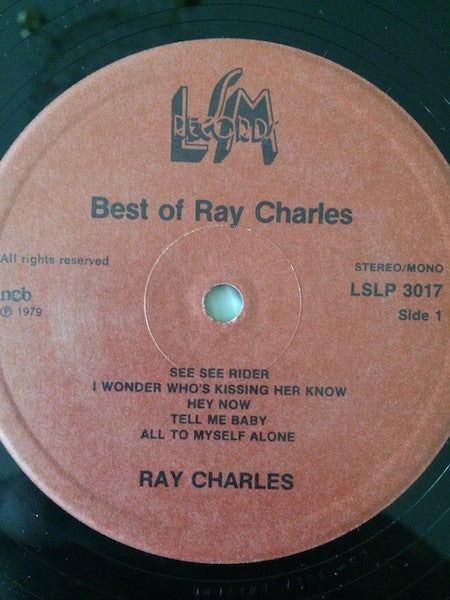 LSM
RECORDS
Best of Ray Charles
All rights reserved
STEREO/MONO
ncb
LSLP 3017
℗ 1979
Side 1
SEE SEE RIDER
I WONDER WHO'S KISSING HER KNOW
HEY NOW
TELL ME BABY
ALL TO MYSELF ALONE
RAY CHARLES